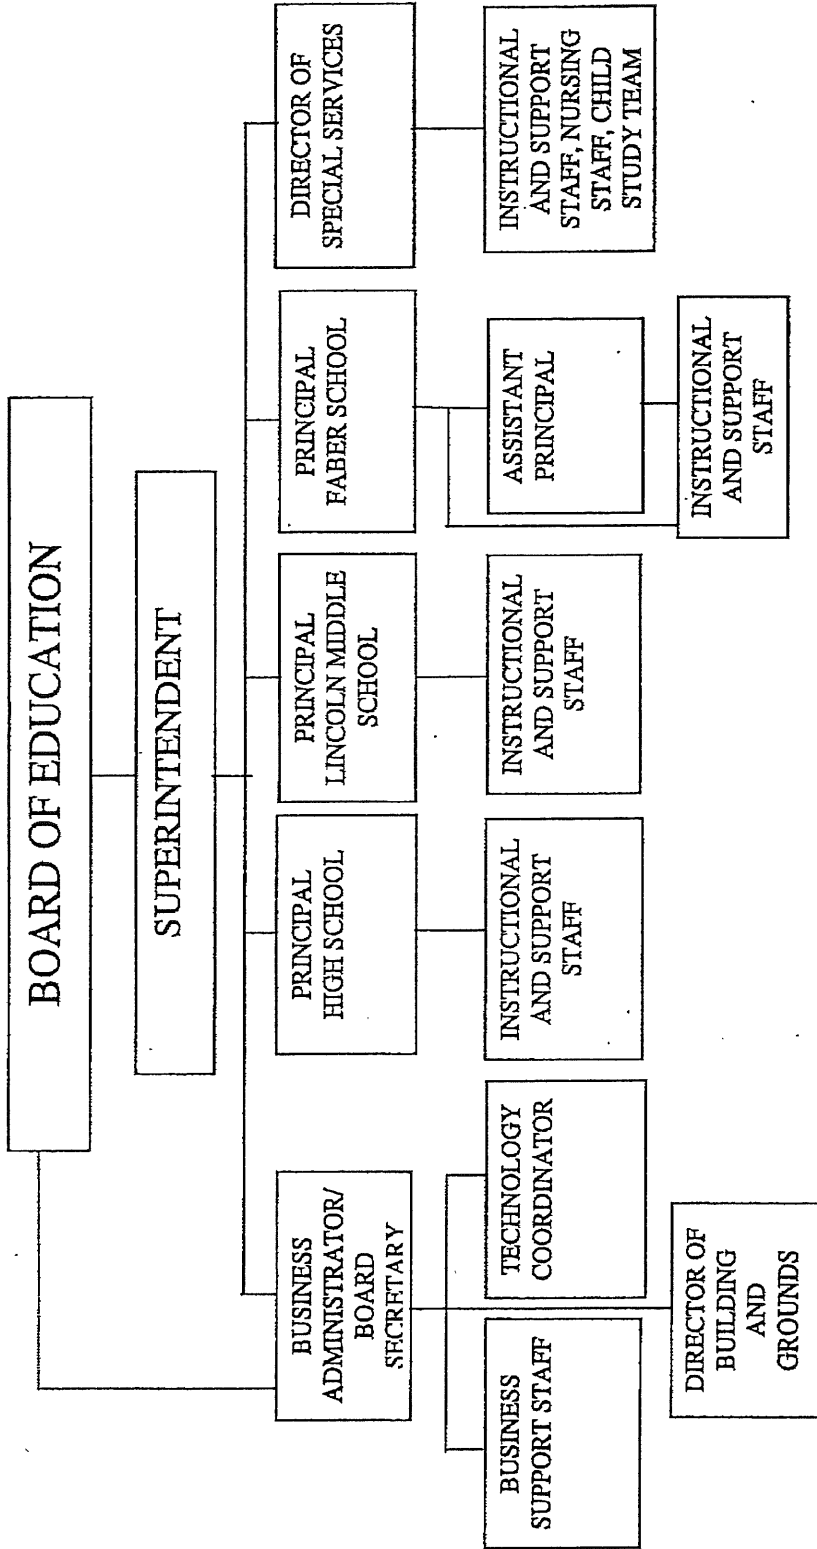 BOARD OF EDUCATION
SUPERINTENDENT
BUSINESS
ADMINISTRATOR/
BOARD
SECRETARY
PRINCIPAL
HIGH SCHOOL
PRINCIPAL
LINCOLN MIDDLE
SCHOOL
PRINCIPAL
FABER SCHOOL
DIRECTOR OF
SPECIAL SERVICES
BUSINESS
SUPPORT STAFF
TECHNOLOGY
COORDINATOR
INSTRUCTIONAL
AND SUPPORT
STAFF
INSTRUCTIONAL
AND SUPPORT
STAFF
ASSISTANT
PRINCIPAL
INSTRUCTIONAL
AND SUPPORT
STAFF, NURSING
STAFF, CHILD
STUDY TEAM
DIRECTOR OF
BUILDING
AND
GROUNDS
INSTRUCTIONAL
AND SUPPORT
STAFF